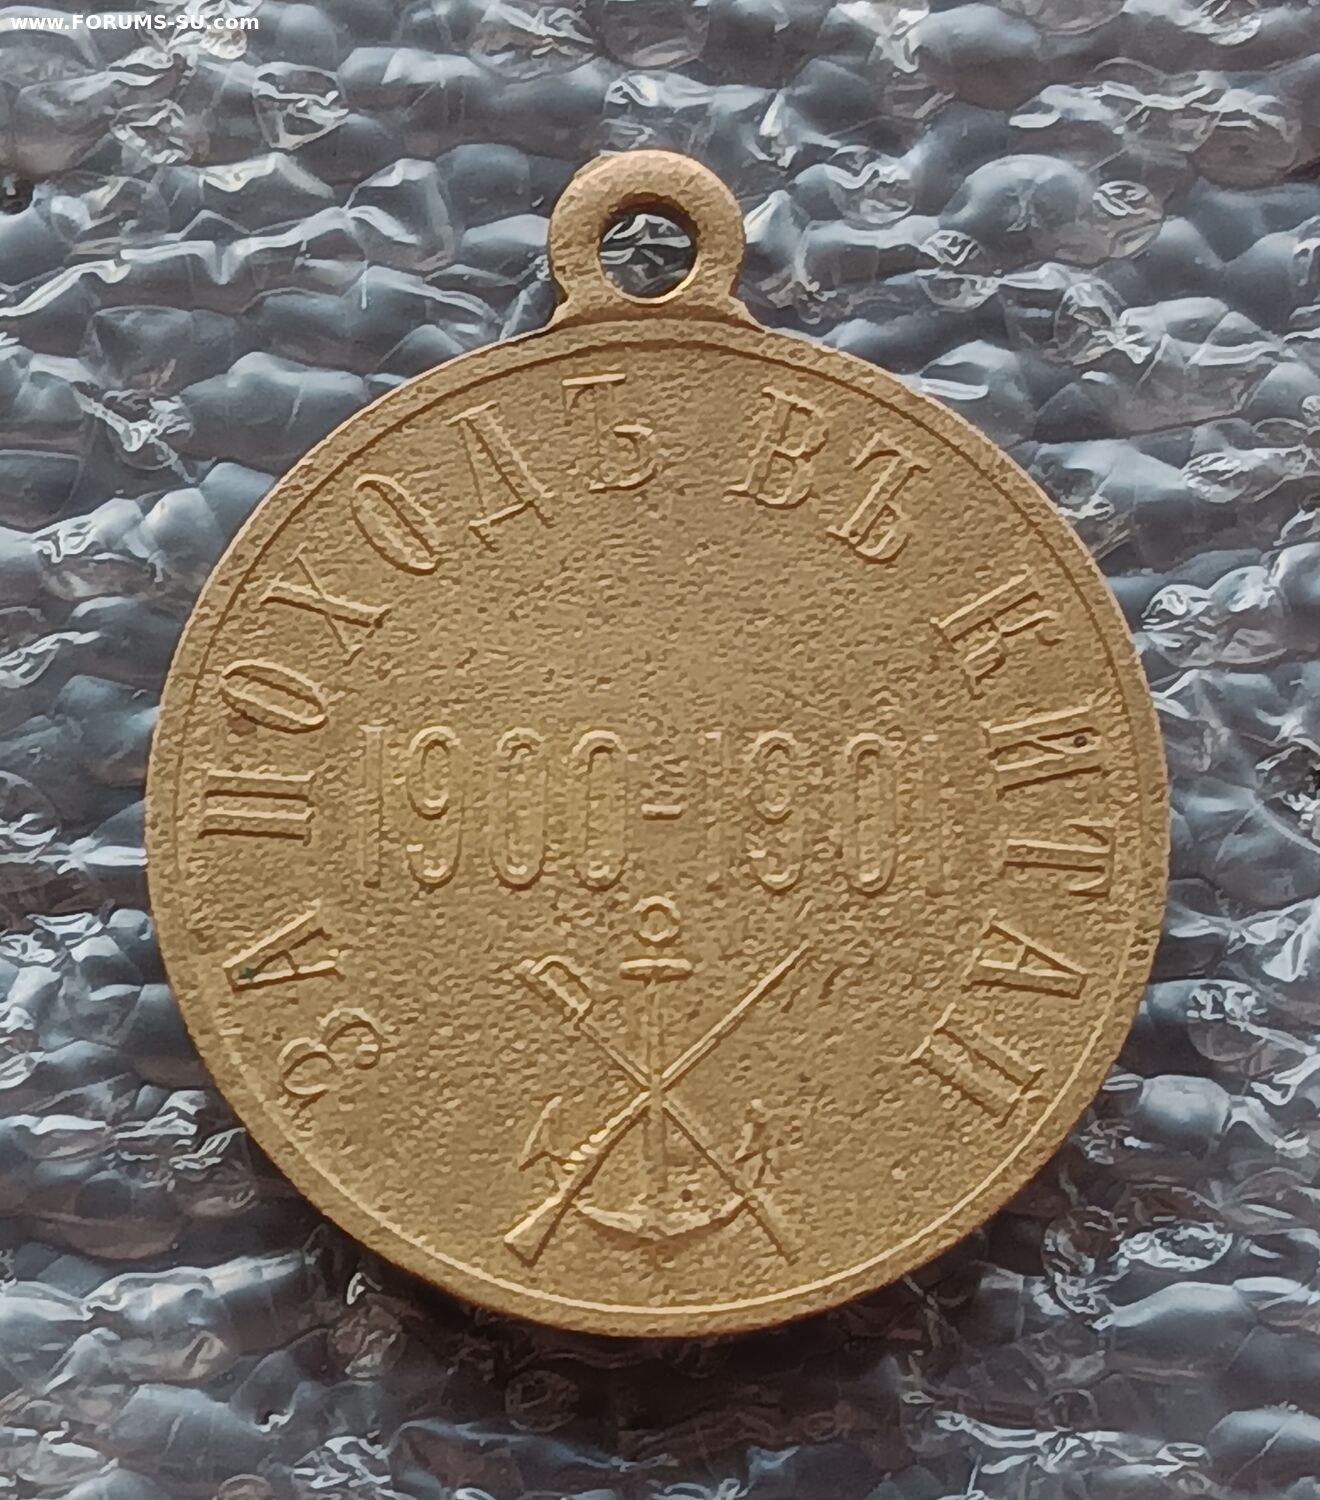 www.FORUMS-SU.com
ЗА ПОХОДЪ ВЪ КИТАЙ
1900-1901